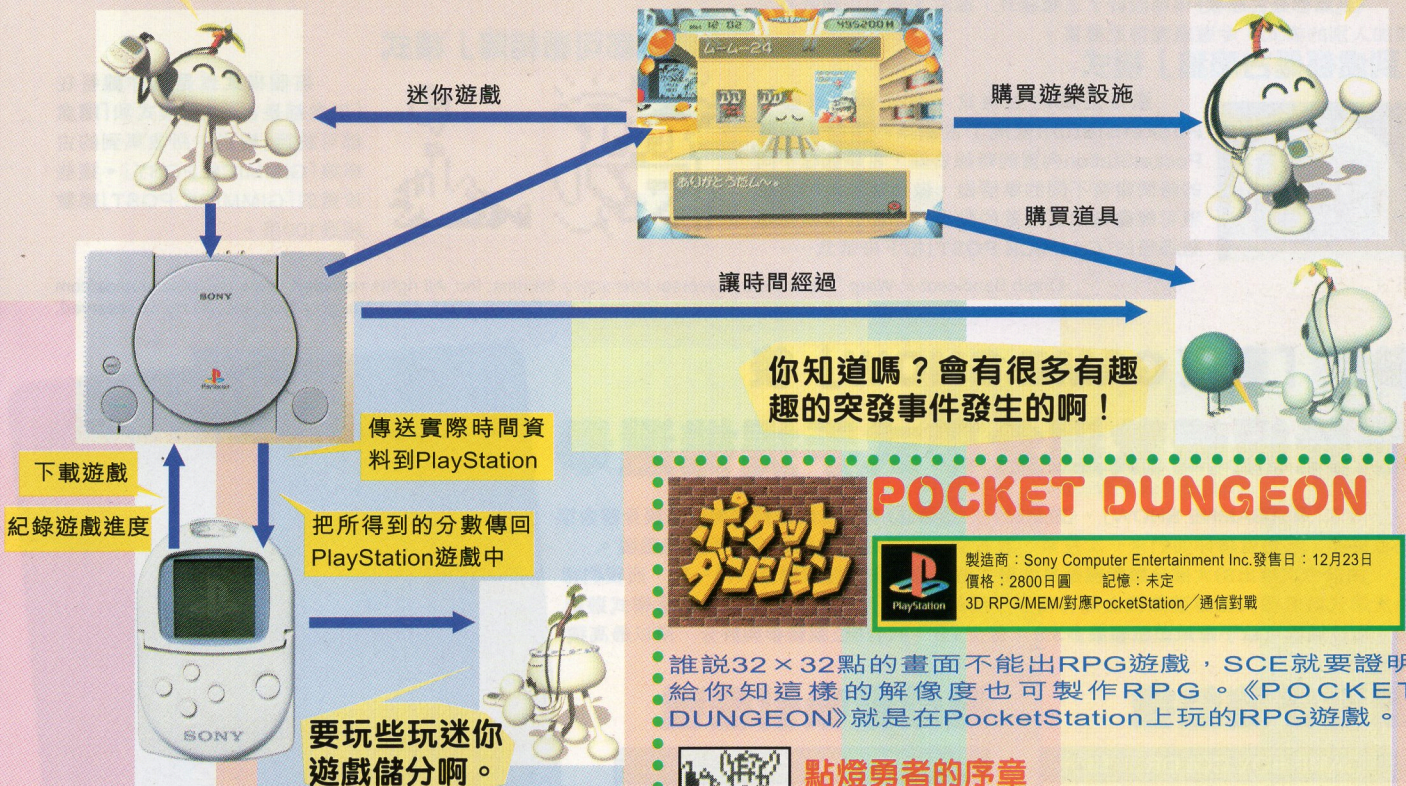 12 02
495200 M
ムームー24
迷你遊戲
購買遊樂設施
ありがとうだム〜。
購買道具
讓時間經過
SONY
PlayStation
你知道嗎？會有很多有趣
趣的突發事件發生的啊！
傳送實際時間資
料到PlayStation
下載遊戲
紀錄遊戲進度
把所得到的分數傳回
PlayStation遊戲中
SONY
要玩些玩迷你
遊戲儲分啊。
ポケット
ダンジョン
POCKET DUNGEON
PlayStation
製造商：Sony Computer Entertainment Inc.發售日：12月23日
價格：2800日圓　記憶：未定
3D RPG/MEM/對應PocketStation／通信對戰
誰説32×32點的畫面不能出RPG遊戲，SCE就要證明
給你知這樣的解像度也可製作RPG。《POCKET
DUNGEON》就是在PocketStation上玩的RPG遊戲。
點燈勇者的序章